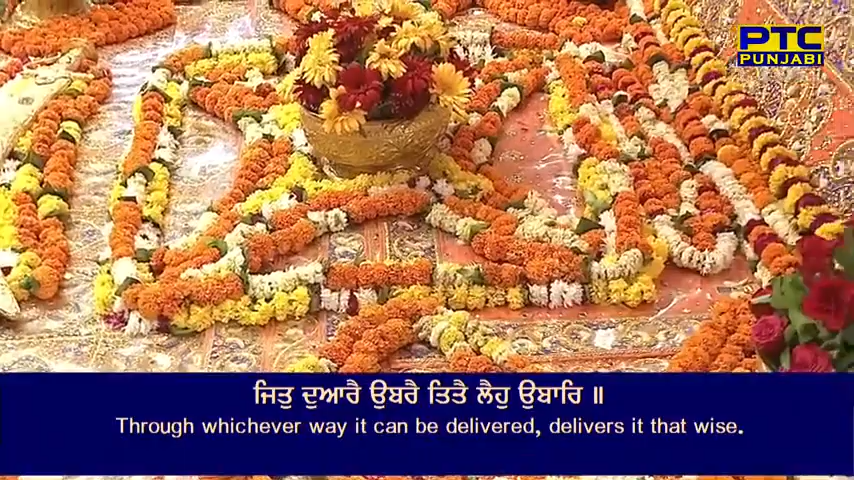 PTC
PUNJABI
ਜਿਤੁ ਦੁਆਰੈ ਉਬਰੈ ਤਿਤੈ ਲੈਹੁ ਉਬਾਰਿ ॥
Through whichever way it can be delivered, delivers it that wise.